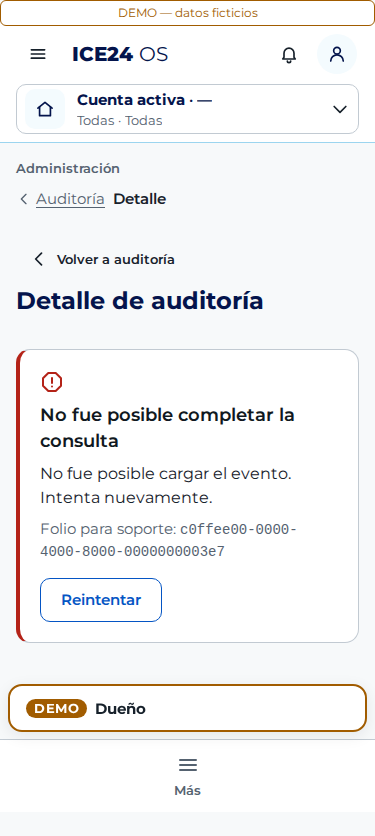 DEMO — datos ficticios
ICE24 OS
Cuenta activa · —
Todas · Todas
Administración
Auditoría Detalle
Volver a auditoría
Detalle de auditoría
No fue posible completar la
consulta
No fue posible cargar el evento.
Intenta nuevamente.
Folio para soporte: c0ffee00-0000-
4000-8000-0000000003e7
Reintentar
DEMO Dueño
Más